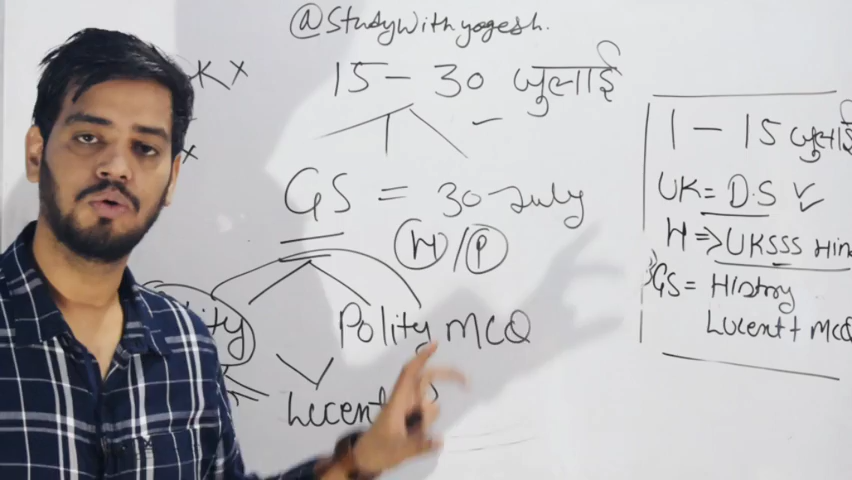 @Studywithyogesh.
K x
15 - 30 जुलाई
x
GS = 30 July
H / P
Polity MCQ
Lucent
1 - 15 जुलाई
UK = D.S ✓
H => UKSSS Hin
GS = History
Lucent + MCQ